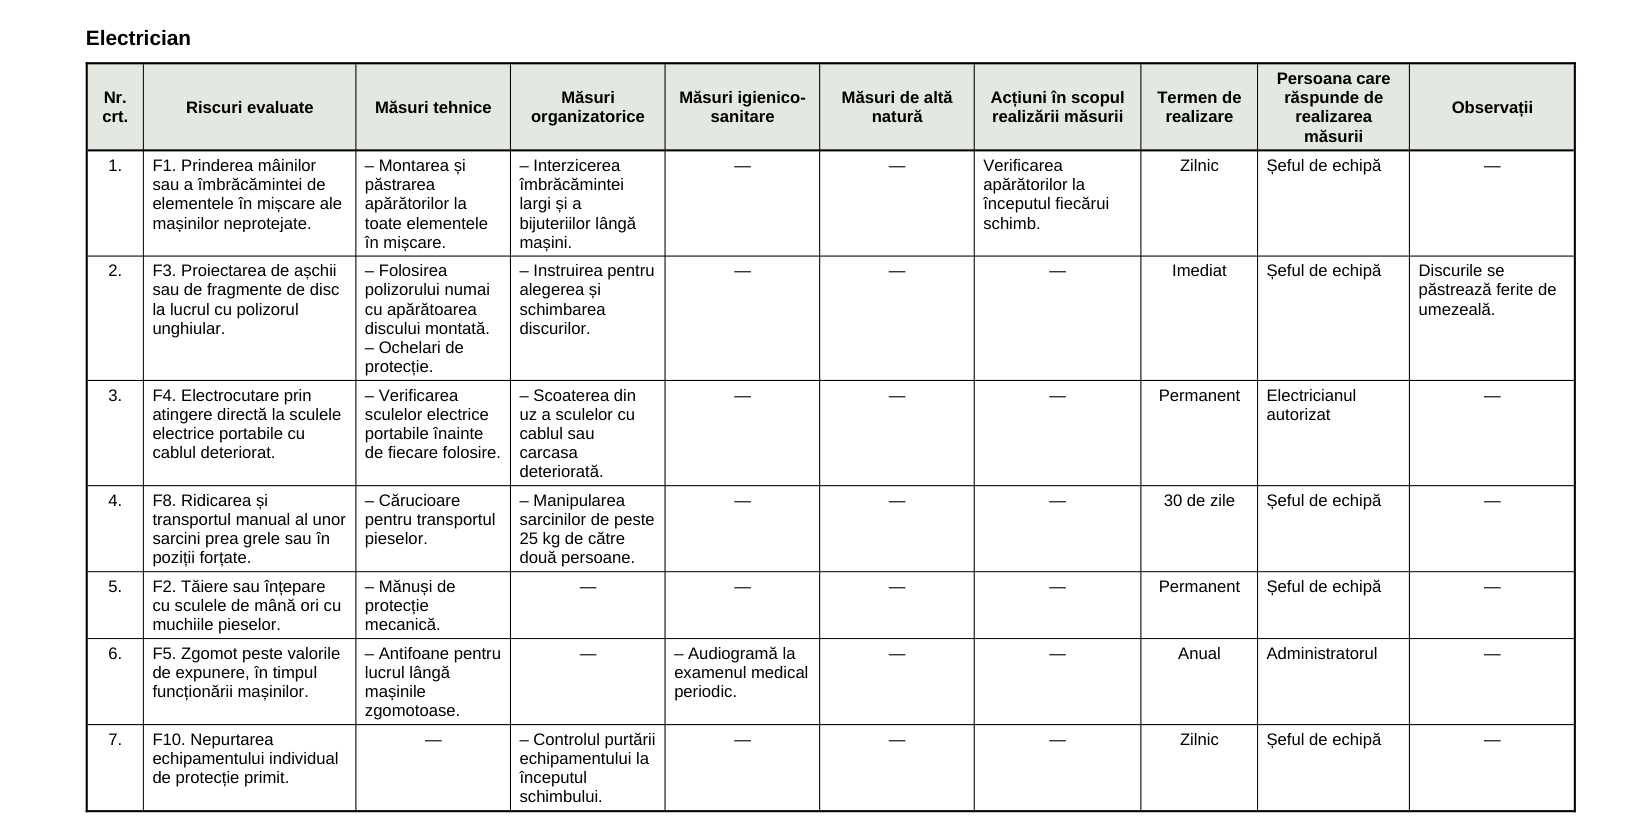 Electrician
Nr.
crt.
Riscuri evaluate
Măsuri tehnice
Măsuri
organizatorice
Măsuri igienico-
sanitare
Măsuri de altă
natură
Acțiuni în scopul
realizării măsurii
Termen de
realizare
Persoana care
răspunde de
realizarea
măsurii
Observații
1.
F1. Prinderea mâinilor
sau a îmbrăcămintei de
elementele în mișcare ale
mașinilor neprotejate.
– Montarea și
păstrarea
apărătorilor la
toate elementele
în mișcare.
– Interzicerea
îmbrăcămintei
largi și a
bijuteriilor lângă
mașini.
—
—
Verificarea
apărătorilor la
începutul fiecărui
schimb.
Zilnic
Șeful de echipă
—
2.
F3. Proiectarea de așchii
sau de fragmente de disc
la lucrul cu polizorul
unghiular.
– Folosirea
polizorului numai
cu apărătoarea
discului montată.
– Ochelari de
protecție.
– Instruirea pentru
alegerea și
schimbarea
discurilor.
—
—
—
Imediat
Șeful de echipă
Discurile se
păstrează ferite de
umezeală.
3.
F4. Electrocutare prin
atingere directă la sculele
electrice portabile cu
cablul deteriorat.
– Verificarea
sculelor electrice
portabile înainte
de fiecare folosire.
– Scoaterea din
uz a sculelor cu
cablul sau
carcasa
deteriorată.
—
—
—
Permanent
Electricianul
autorizat
—
4.
F8. Ridicarea și
transportul manual al unor
sarcini prea grele sau în
poziții forțate.
– Cărucioare
pentru transportul
pieselor.
– Manipularea
sarcinilor de peste
25 kg de către
două persoane.
—
—
—
30 de zile
Șeful de echipă
—
5.
F2. Tăiere sau înțepare
cu sculele de mână ori cu
muchiile pieselor.
– Mănuși de
protecție
mecanică.
—
—
—
—
Permanent
Șeful de echipă
—
6.
F5. Zgomot peste valorile
de expunere, în timpul
funcționării mașinilor.
– Antifoane pentru
lucrul lângă
mașinile
zgomotoase.
—
– Audiogramă la
examenul medical
periodic.
—
—
Anual
Administratorul
—
7.
F10. Nepurtarea
echipamentului individual
de protecție primit.
—
– Controlul purtării
echipamentului la
începutul
schimbului.
—
—
—
Zilnic
Șeful de echipă
—